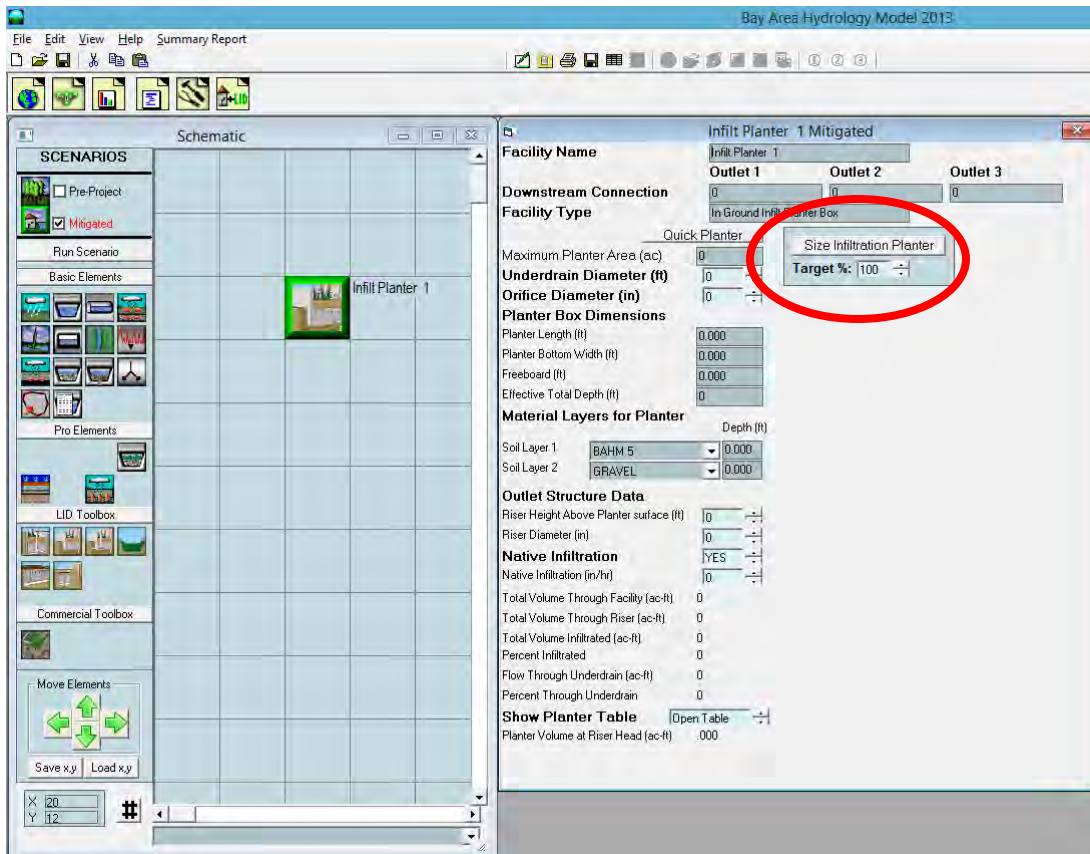 Bay Area Hydrology Model 2013
File Edit View Help Summary Report
Schematic
SCENARIOS
Pre-Project
Mitigated
Run Scenario
Basic Elements
Pro Elements
LID Toolbox
Commercial Toolbox
Move Elements
Save x,y Load x,y
X 20
Y 12
#
Infilt Planter 1
Infilt Planter 1 Mitigated
Facility Name Infilt Planter 1
Outlet 1 Outlet 2 Outlet 3
Downstream Connection 0 0 0
Facility Type In Ground Infilt Planter Box
Quick Planter
Size Infiltration Planter
Target %: 100
Maximum Planter Area (ac) 0
Underdrain Diameter (ft) 0
Orifice Diameter (in) 0
Planter Box Dimensions
Planter Length (ft) 0.000
Planter Bottom Width (ft) 0.000
Freeboard (ft) 0.000
Effective Total Depth (ft) 0
Material Layers for Planter
Depth (ft)
Soil Layer 1 BAHM 5 0.000
Soil Layer 2 GRAVEL 0.000
Outlet Structure Data
Riser Height Above Planter surface (ft) 0
Riser Diameter (in) 0
Native Infiltration YES
Native Infiltration (in/hr) 0
Total Volume Through Facility (ac-ft) 0
Total Volume Through Riser (ac-ft) 0
Total Volume Infiltrated (ac-ft) 0
Percent Infiltrated 0
Flow Through Underdrain (ac-ft) 0
Percent Through Underdrain 0
Show Planter Table Open Table
Planter Volume at Riser Head (ac-ft) .000